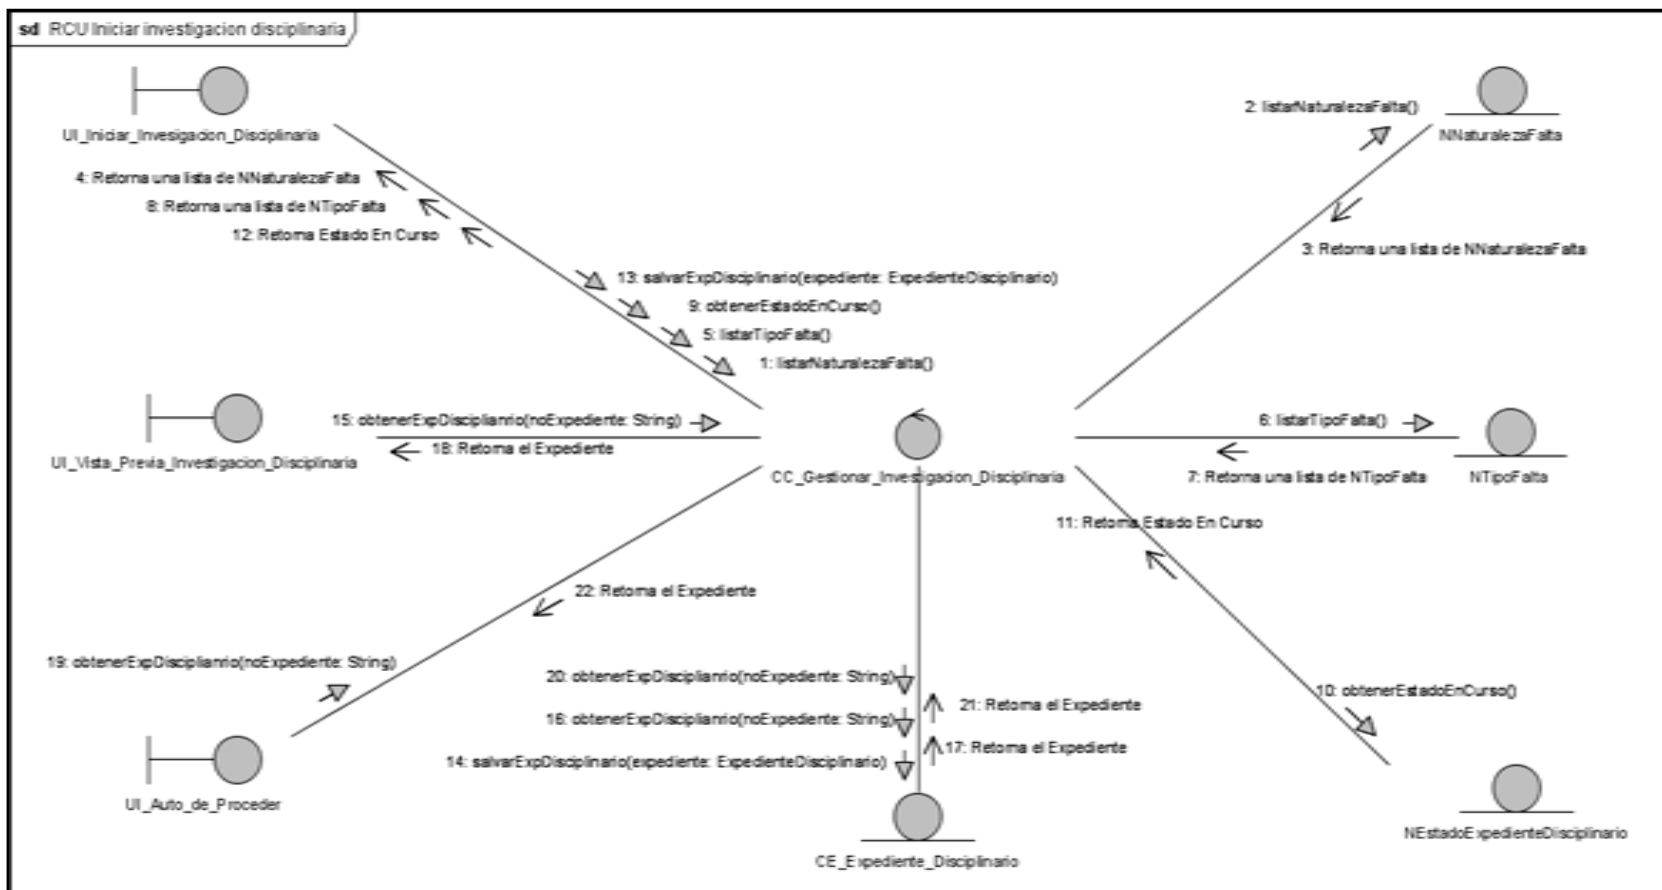 sd RCU Iniciar investigacion disciplinaria
UI_Iniciar_Invesigacion_Disciplinaria
2: listarNaturalezaFalta()
NNaturalezaFalta
4: Retorna una lista de NNaturalezaFalta
8: Retorna una lista de NTipoFalta
12: Retorna Estado En Curso
3: Retorna una lista de NNaturalezaFalta
13: salvarExpDisciplinario(expediente: ExpedienteDisciplinario)
9: obtenerEstadoEnCurso()
5: listarTipoFalta()
1: listarNaturalezaFalta()
15: obtenerExpDisciplianrio(noExpediente: String)
18: Retorna el Expediente
UI_Vista_Previa_Investigacion_Disciplinaria
CC_Gestionar_Investigacion_Disciplinaria
6: listarTipoFalta()
7: Retorna una lista de NTipoFalta
NTipoFalta
11: Retorna Estado En Curso
22: Retorna el Expediente
19: obtenerExpDisciplianrio(noExpediente: String)
20: obtenerExpDisciplianrio(noExpediente: String)
21: Retorna el Expediente
16: obtenerExpDisciplianrio(noExpediente: String)
17: Retorna el Expediente
14: salvarExpDisciplinario(expediente: ExpedienteDisciplinario)
10: obtenerEstadoEnCurso()
UI_Auto_de_Proceder
NEstadoExpedienteDisciplinario
CE_Expediente_Disciplinario